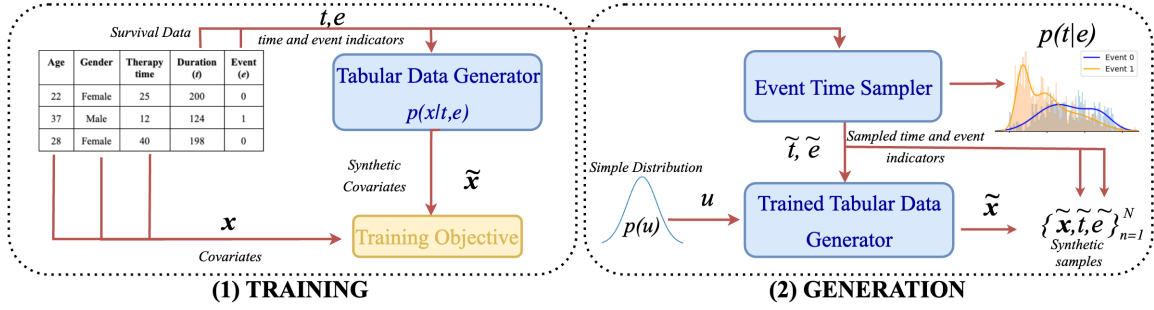 Survival Data
t,e
time and event indicators
Age Gender Therapy time Duration (t) Event (e)
22 Female 25 200 0
37 Male 12 124 1
28 Female 40 198 0
Tabular Data Generator
p(x|t,e)
Synthetic
Covariates
x̃
x
Covariates
Training Objective
(1) TRAINING
Event Time Sampler
p(t|e)
Event 0
Event 1
t̃, ẽ
Sampled time and event
indicators
Simple Distribution
p(u)
u
Trained Tabular Data
Generator
x̃
{x̃,t̃,ẽ}ᴺₙ₌₁
Synthetic
samples
(2) GENERATION